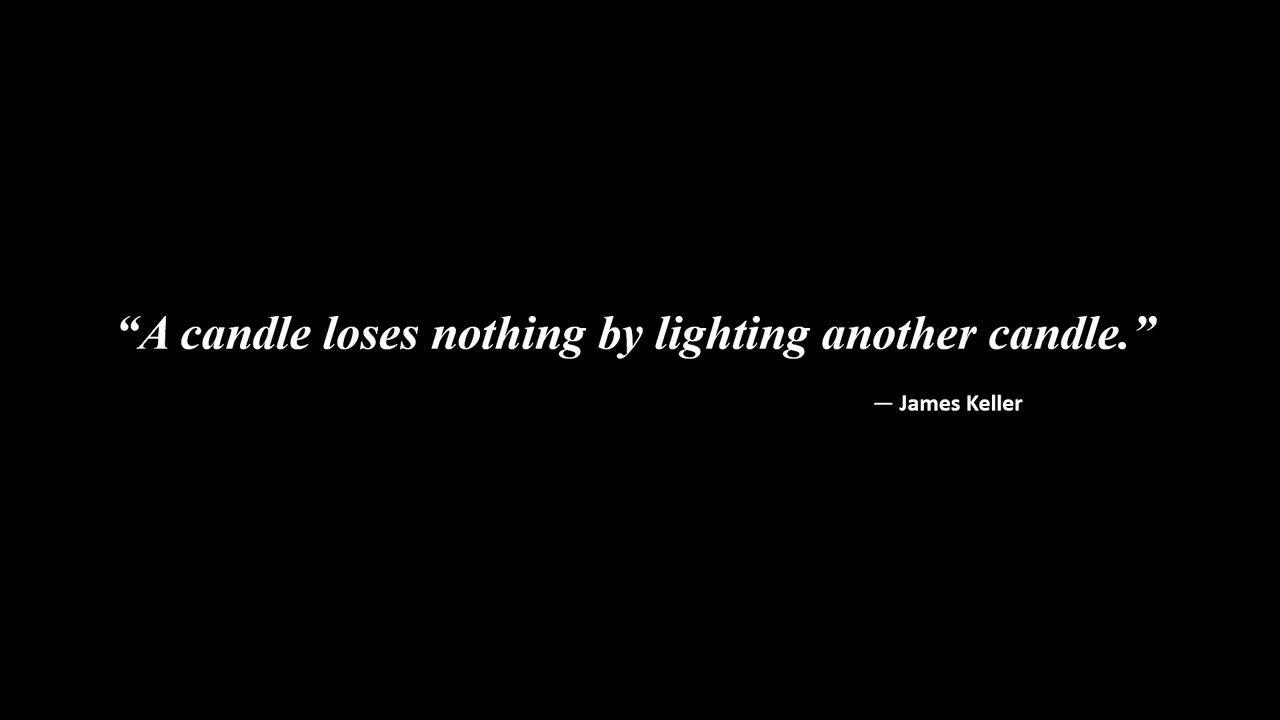 “A candle loses nothing by lighting another candle.”
— James Keller